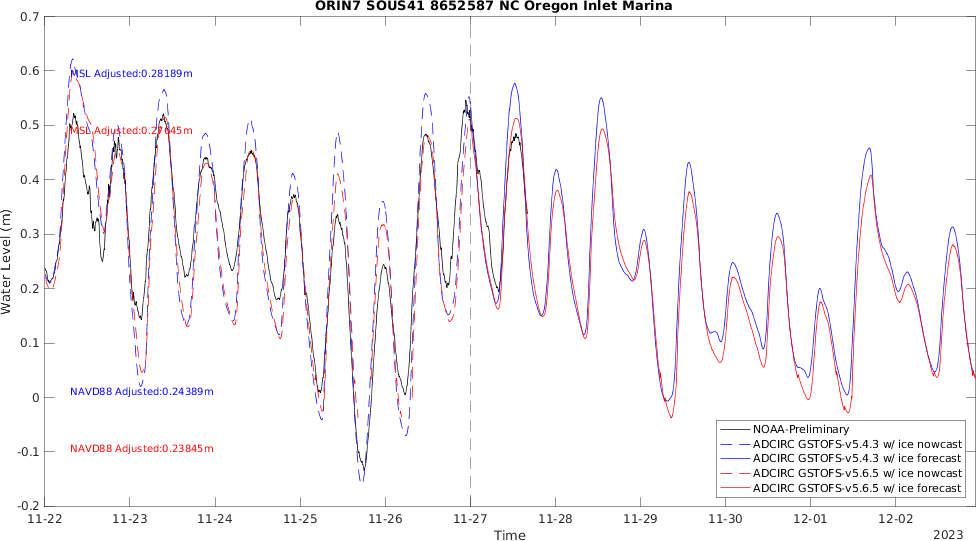 ORIN7 SOUS41 8652587 NC Oregon Inlet Marina
0.7
0.6
0.5
0.4
0.3
0.2
0.1
0
-0.1
-0.2
Water Level (m)
MSL Adjusted:0.28189m
MSL Adjusted:0.27645m
NAVD88 Adjusted:0.24389m
NAVD88 Adjusted:0.23845m
NOAA-Preliminary
ADCIRC GSTOFS-v5.4.3 w/ ice nowcast
ADCIRC GSTOFS-v5.4.3 w/ ice forecast
ADCIRC GSTOFS-v5.6.5 w/ ice nowcast
ADCIRC GSTOFS-v5.6.5 w/ ice forecast
11-22 11-23 11-24 11-25 11-26 11-27 11-28 11-29 11-30 12-01 12-02
Time
2023